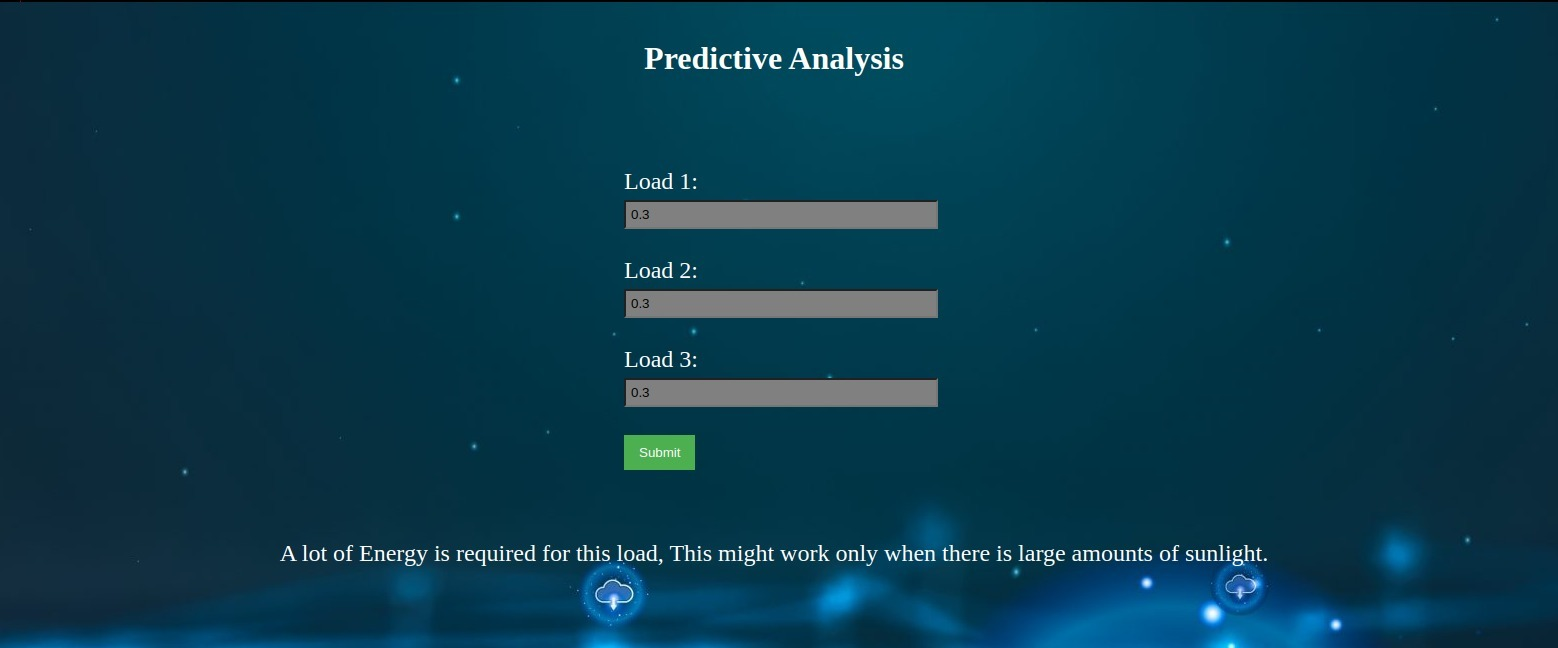 Predictive Analysis
Load 1:
0.3
Load 2:
0.3
Load 3:
0.3
Submit
A lot of Energy is required for this load, This might work only when there is large amounts of sunlight.